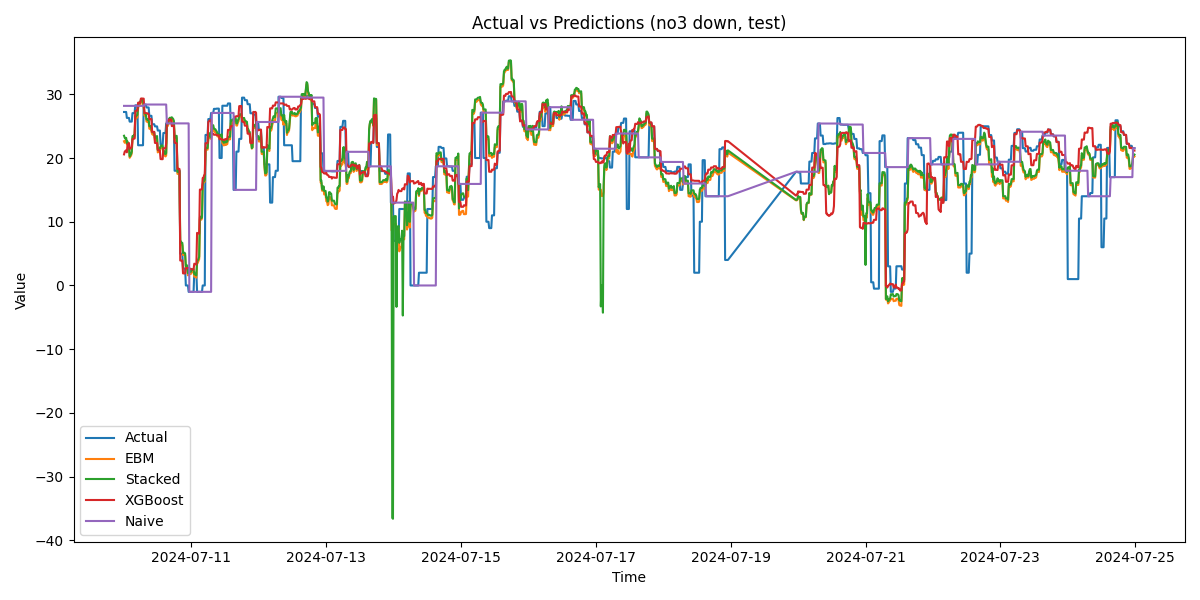 Actual vs Predictions (no3 down, test)
Value
30
20
10
0
−10
−20
−30
−40
Actual
EBM
Stacked
XGBoost
Naive
2024-07-11
2024-07-13
2024-07-15
2024-07-17
2024-07-19
2024-07-21
2024-07-23
2024-07-25
Time